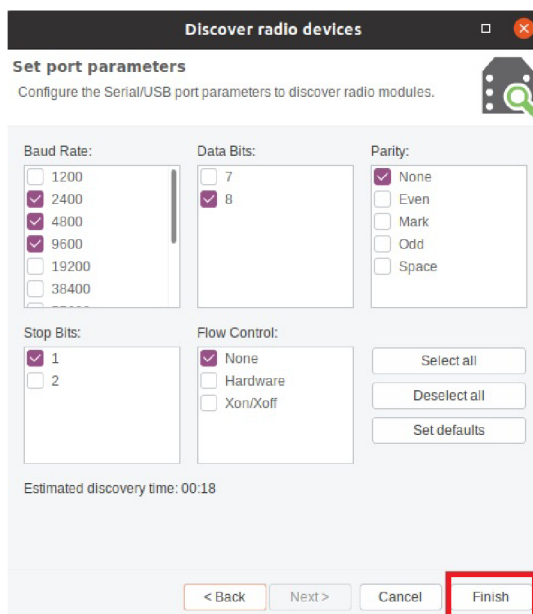 Discover radio devices
Set port parameters
Configure the Serial/USB port parameters to discover radio modules.
Baud Rate:
1200
2400
4800
9600
19200
38400
Data Bits:
7
8
Parity:
None
Even
Mark
Odd
Space
Stop Bits:
1
2
Flow Control:
None
Hardware
Xon/Xoff
Select all
Deselect all
Set defaults
Estimated discovery time: 00:18
< Back
Next >
Cancel
Finish